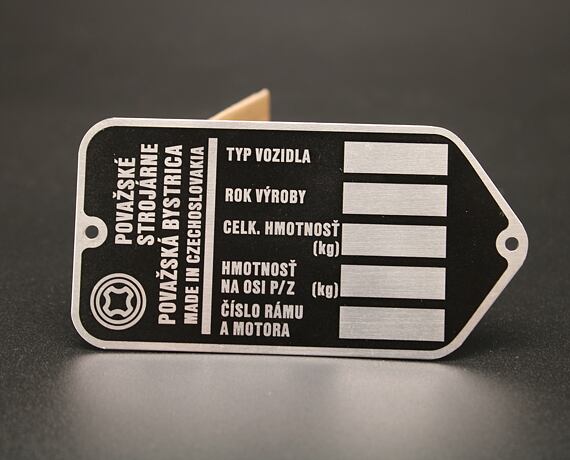 POVAŽSKÉ
STROJÁRNE
POVAŽSKÁ BYSTRICA
MADE IN CZECHOSLOVAKIA
TYP VOZIDLA
ROK VÝROBY
CELK. HMOTNOSŤ
(kg)
HMOTNOSŤ
NA OSI P/Z (kg)
ČÍSLO RÁMU
A MOTORA